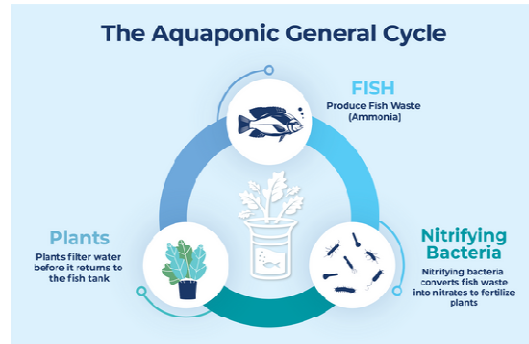 The Aquaponic General Cycle
FISH
Produce Fish Waste
(Ammonia)
Plants
Plants filter water
before it returns to
the fish tank
Nitrifying
Bacteria
Nitrifying bacteria
converts fish waste
into nitrates to fertilize
plants